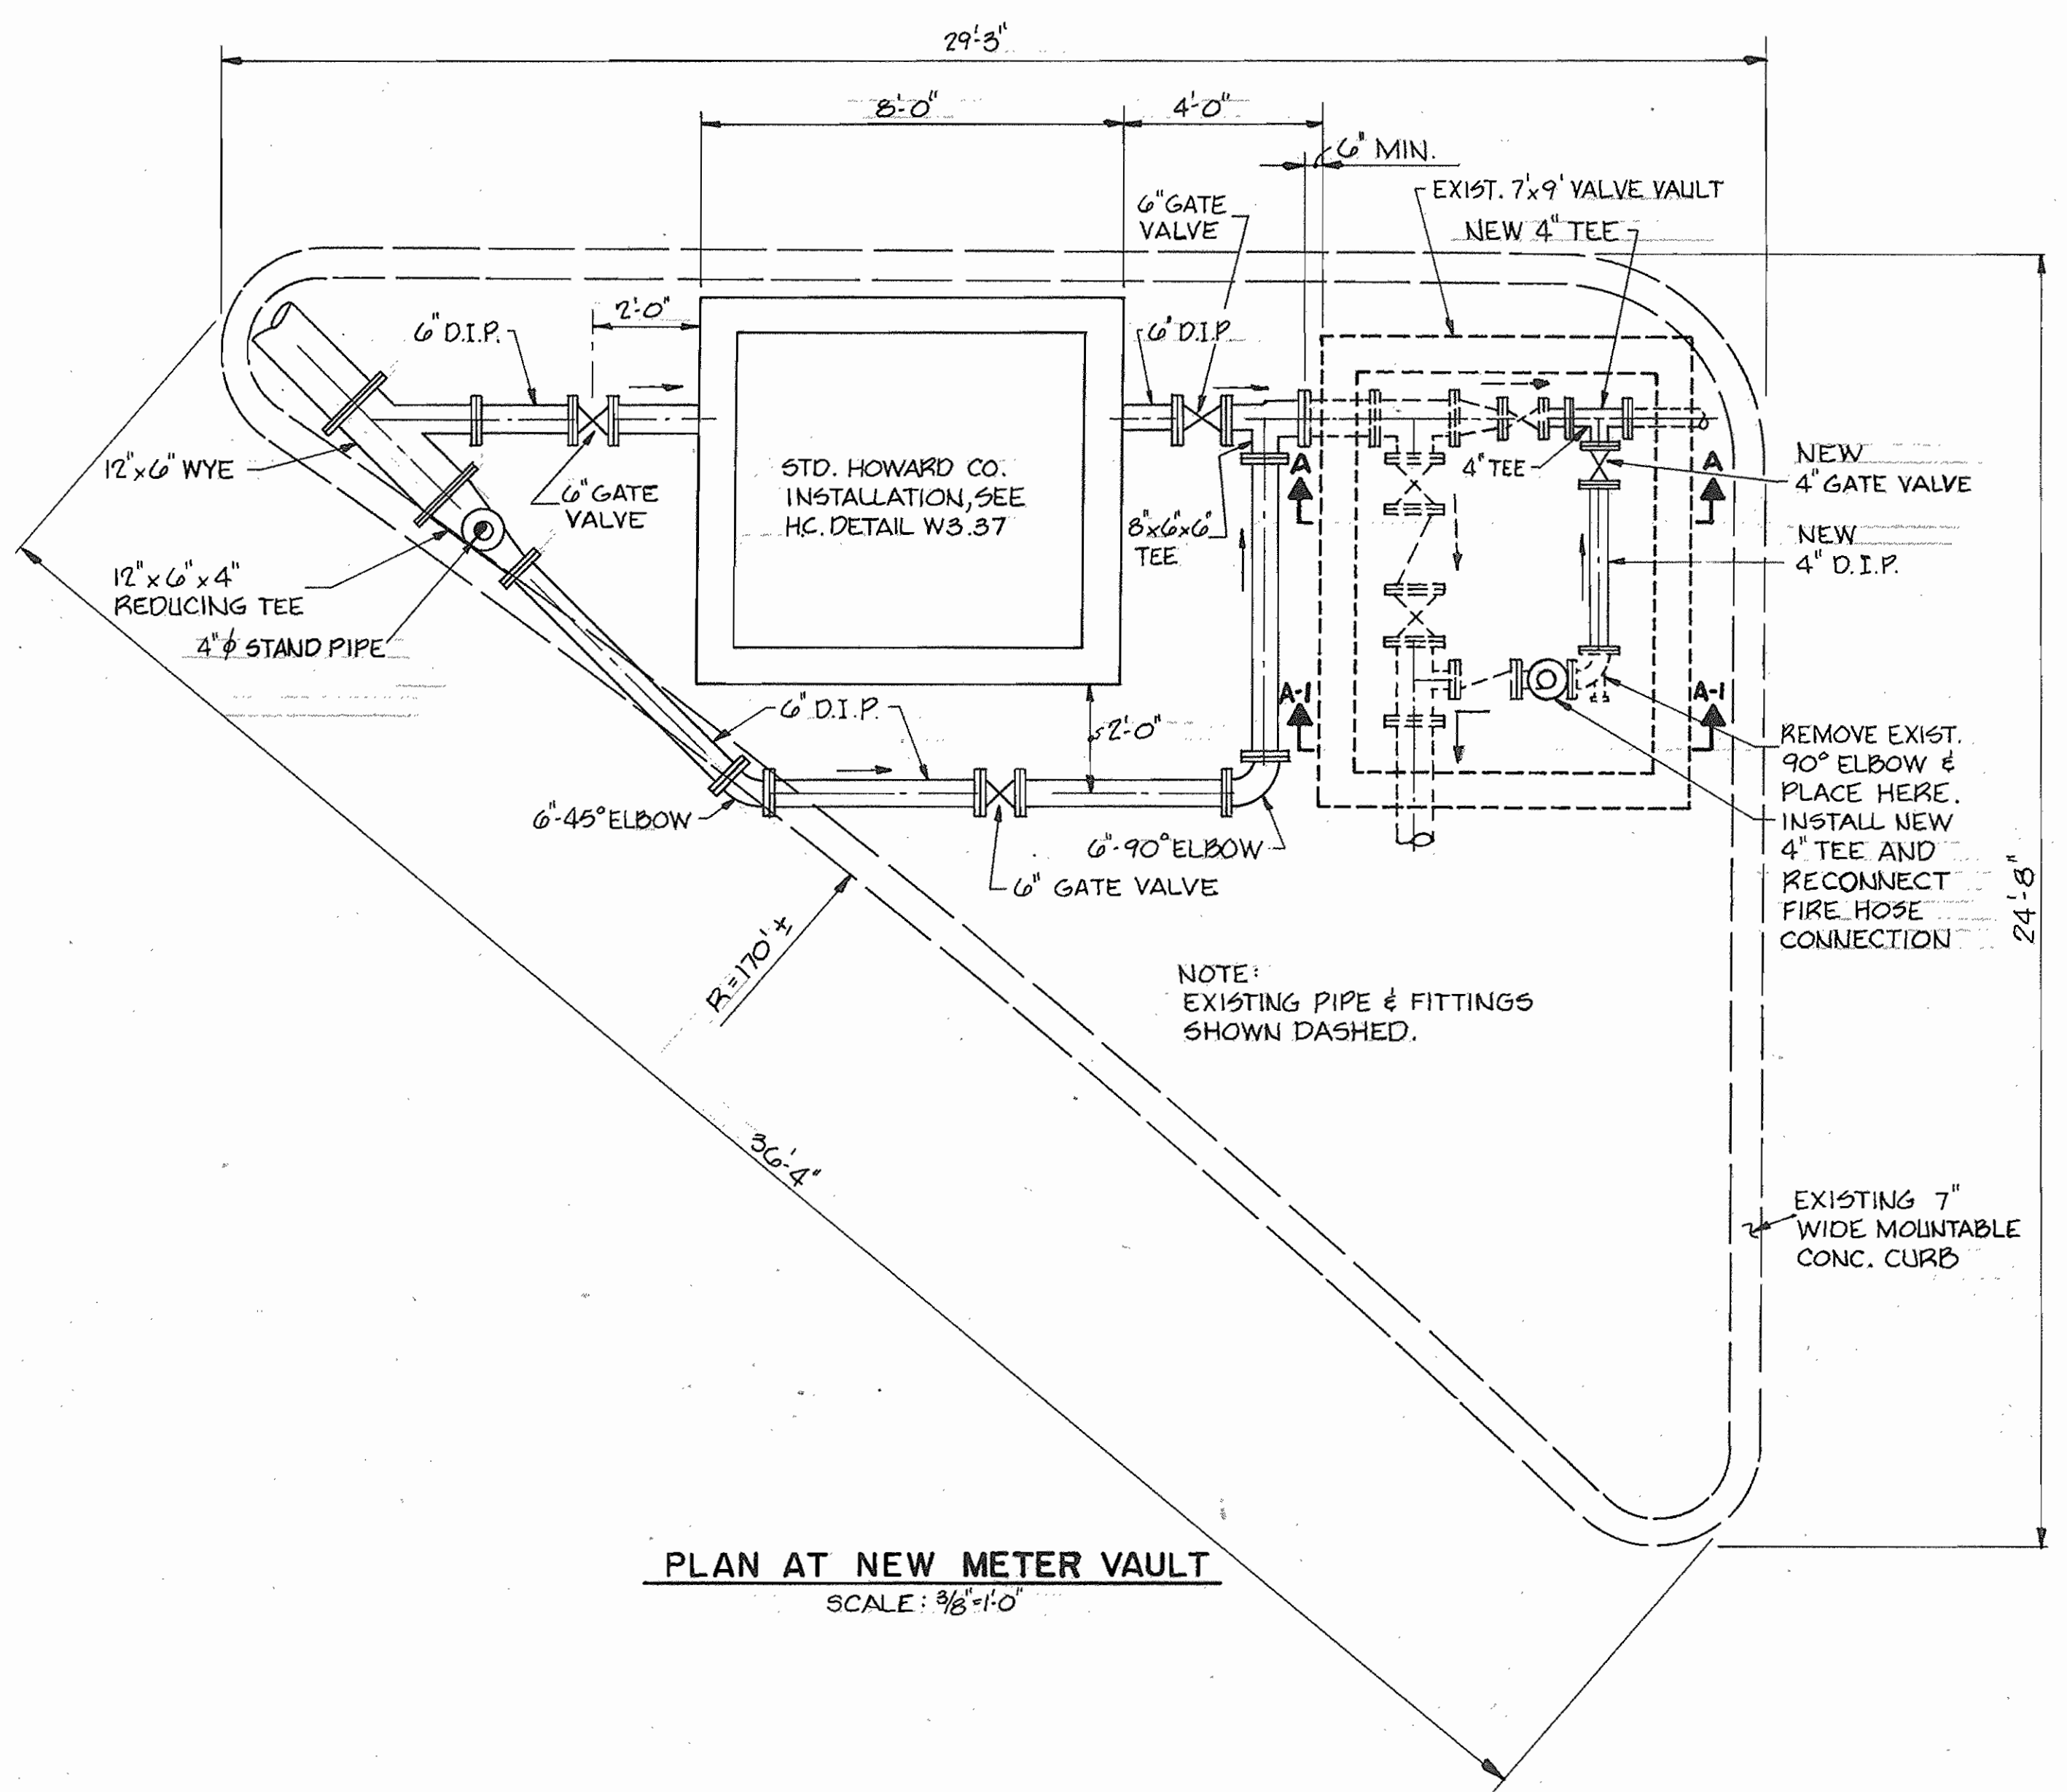 29'-3"
8'-0"
4'-0"
6" MIN.
EXIST. 7'x9' VALVE VAULT
NEW 4" TEE
6" GATE
VALVE
2'-0"
6" D.I.P.
6" D.I.P.
12"x6" WYE
6" GATE
VALVE
STD. HOWARD CO.
INSTALLATION, SEE
H.C. DETAIL W3.37
8"x6"x6"
TEE
A
4" TEE
A
NEW
4" GATE VALVE
NEW
4" D.I.P.
12"x6"x4"
REDUCING TEE
4"ϕ STAND PIPE
6" D.I.P.
2'-0"
A-1
A-1
REMOVE EXIST.
90° ELBOW &
PLACE HERE.
INSTALL NEW
4" TEE AND
RECONNECT
FIRE HOSE
CONNECTION
6"-45° ELBOW
6"-90° ELBOW
6" GATE VALVE
24'-8"
R=170'±
NOTE:
EXISTING PIPE & FITTINGS
SHOWN DASHED.
36'-4"
EXISTING 7"
WIDE MOUNTABLE
CONC. CURB
PLAN AT NEW METER VAULT
SCALE: 3/8"=1'-0"